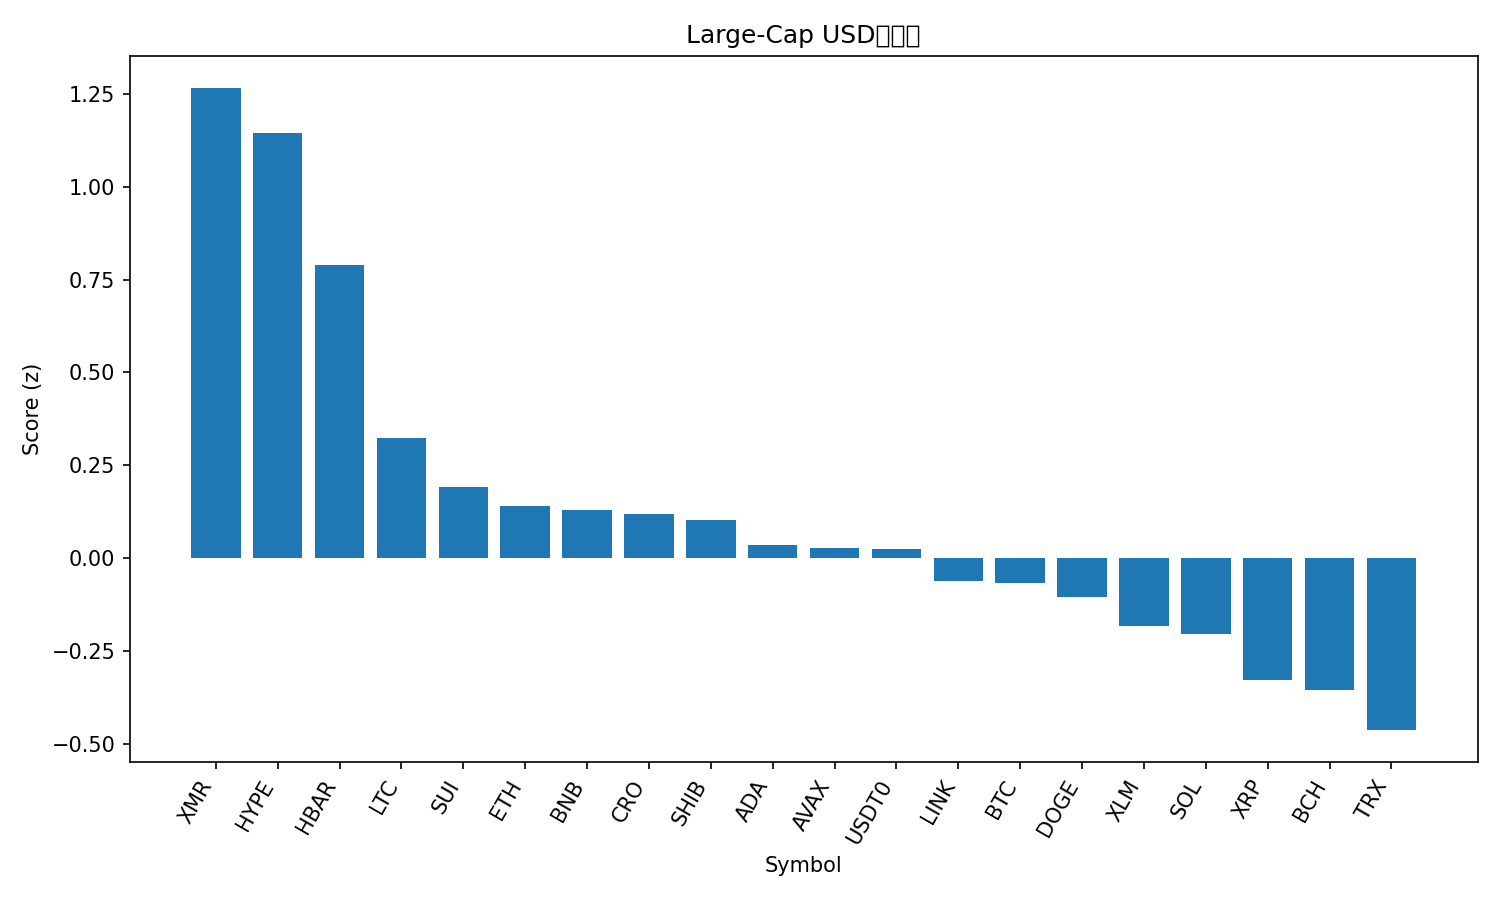 Large-Cap USD
Score (z)
1.25
1.00
0.75
0.50
0.25
0.00
−0.25
−0.50
XMR
HYPE
HBAR
LTC
SUI
ETH
BNB
CRO
SHIB
ADA
AVAX
USDT0
LINK
BTC
DOGE
XLM
SOL
XRP
BCH
TRX
Symbol